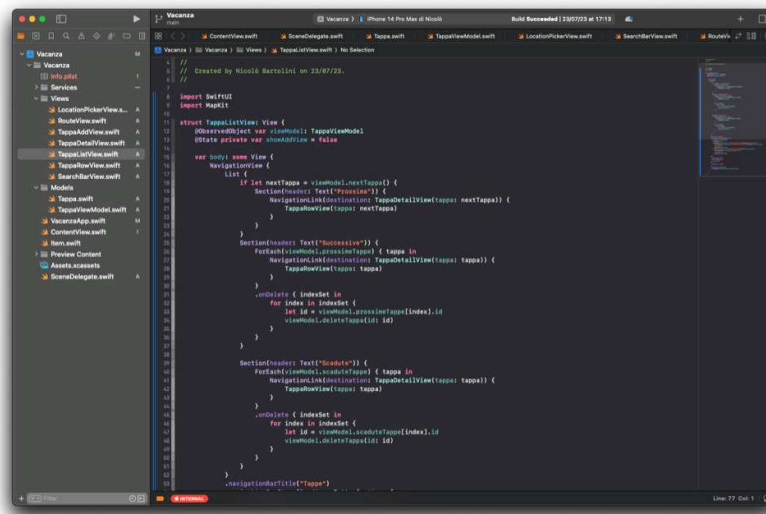 Vacanza
main
Vacanza 〉 iPhone 14 Pro Max di Nicolò
Build Succeeded | 23/07/23 at 17:13
ContentView.swift
SceneDelegate.swift
Tappa.swift
TappaViewModel.swift
LocationPickerView.swift
SearchBarView.swift
RouteVi
Vacanza 〉 Vacanza 〉 Views 〉 TappaListView.swift 〉 No Selection
Vacanza M
Vacanza
Info.plist
Services
Views
LocationPickerView.s... A
RouteView.swift A
TappaAddView.swift A
TappaDetailView.swift A
TappaListView.swift A
TappaRowView.swift A
SearchBarView.swift A
Models
Tappa.swift A
TappaViewModel.swift A
VacanzaApp.swift M
ContentView.swift
Item.swift
Preview Content
Assets.xcassets
SceneDelegate.swift A
Filter
//
// Created by Nicolò Bartolini on 23/07/23.
//
import SwiftUI
import MapKit
struct TappaListView: View {
@ObservedObject var viewModel: TappaViewModel
@State private var showAddView = false
var body: some View {
NavigationView {
List {
if let nextTappa = viewModel.nextTappa() {
Section(header: Text("Prossima")) {
NavigationLink(destination: TappaDetailView(tappa: nextTappa)) {
TappaRowView(tappa: nextTappa)
}
}
}
Section(header: Text("Successive")) {
ForEach(viewModel.prossimeTappe) { tappa in
NavigationLink(destination: TappaDetailView(tappa: tappa)) {
TappaRowView(tappa: tappa)
}
}
.onDelete { indexSet in
for index in indexSet {
let id = viewModel.prossimeTappe[index].id
viewModel.deleteTappa(id: id)
}
}
}
Section(header: Text("Scadute")) {
ForEach(viewModel.scaduteTappe) { tappa in
NavigationLink(destination: TappaDetailView(tappa: tappa)) {
TappaRowView(tappa: tappa)
}
}
.onDelete { indexSet in
for index in indexSet {
let id = viewModel.scaduteTappe[index].id
viewModel.deleteTappa(id: id)
}
}
}
}
.navigationBarTitle("Tappe")
INTERNAL
Line: 77 Col: 1